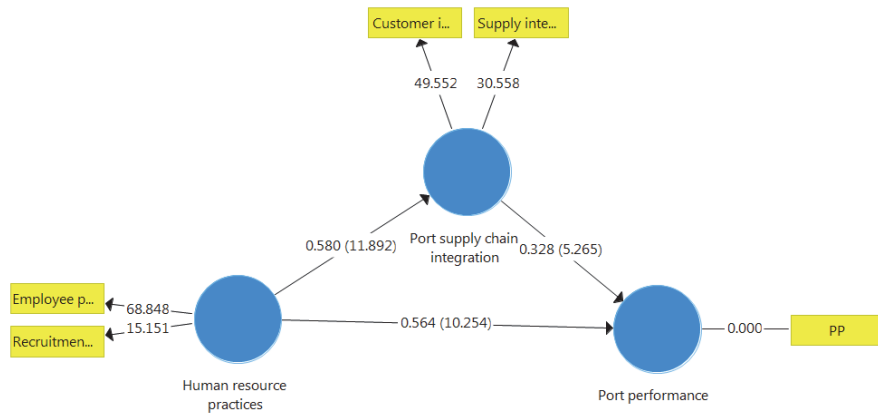 Customer i...
Supply inte...
49.552
30.558
0.580 (11.892)
Port supply chain
integration
0.328 (5.265)
Employee p...
68.848
15.151
Recruitmen...
0.564 (10.254)
0.000
PP
Human resource
practices
Port performance